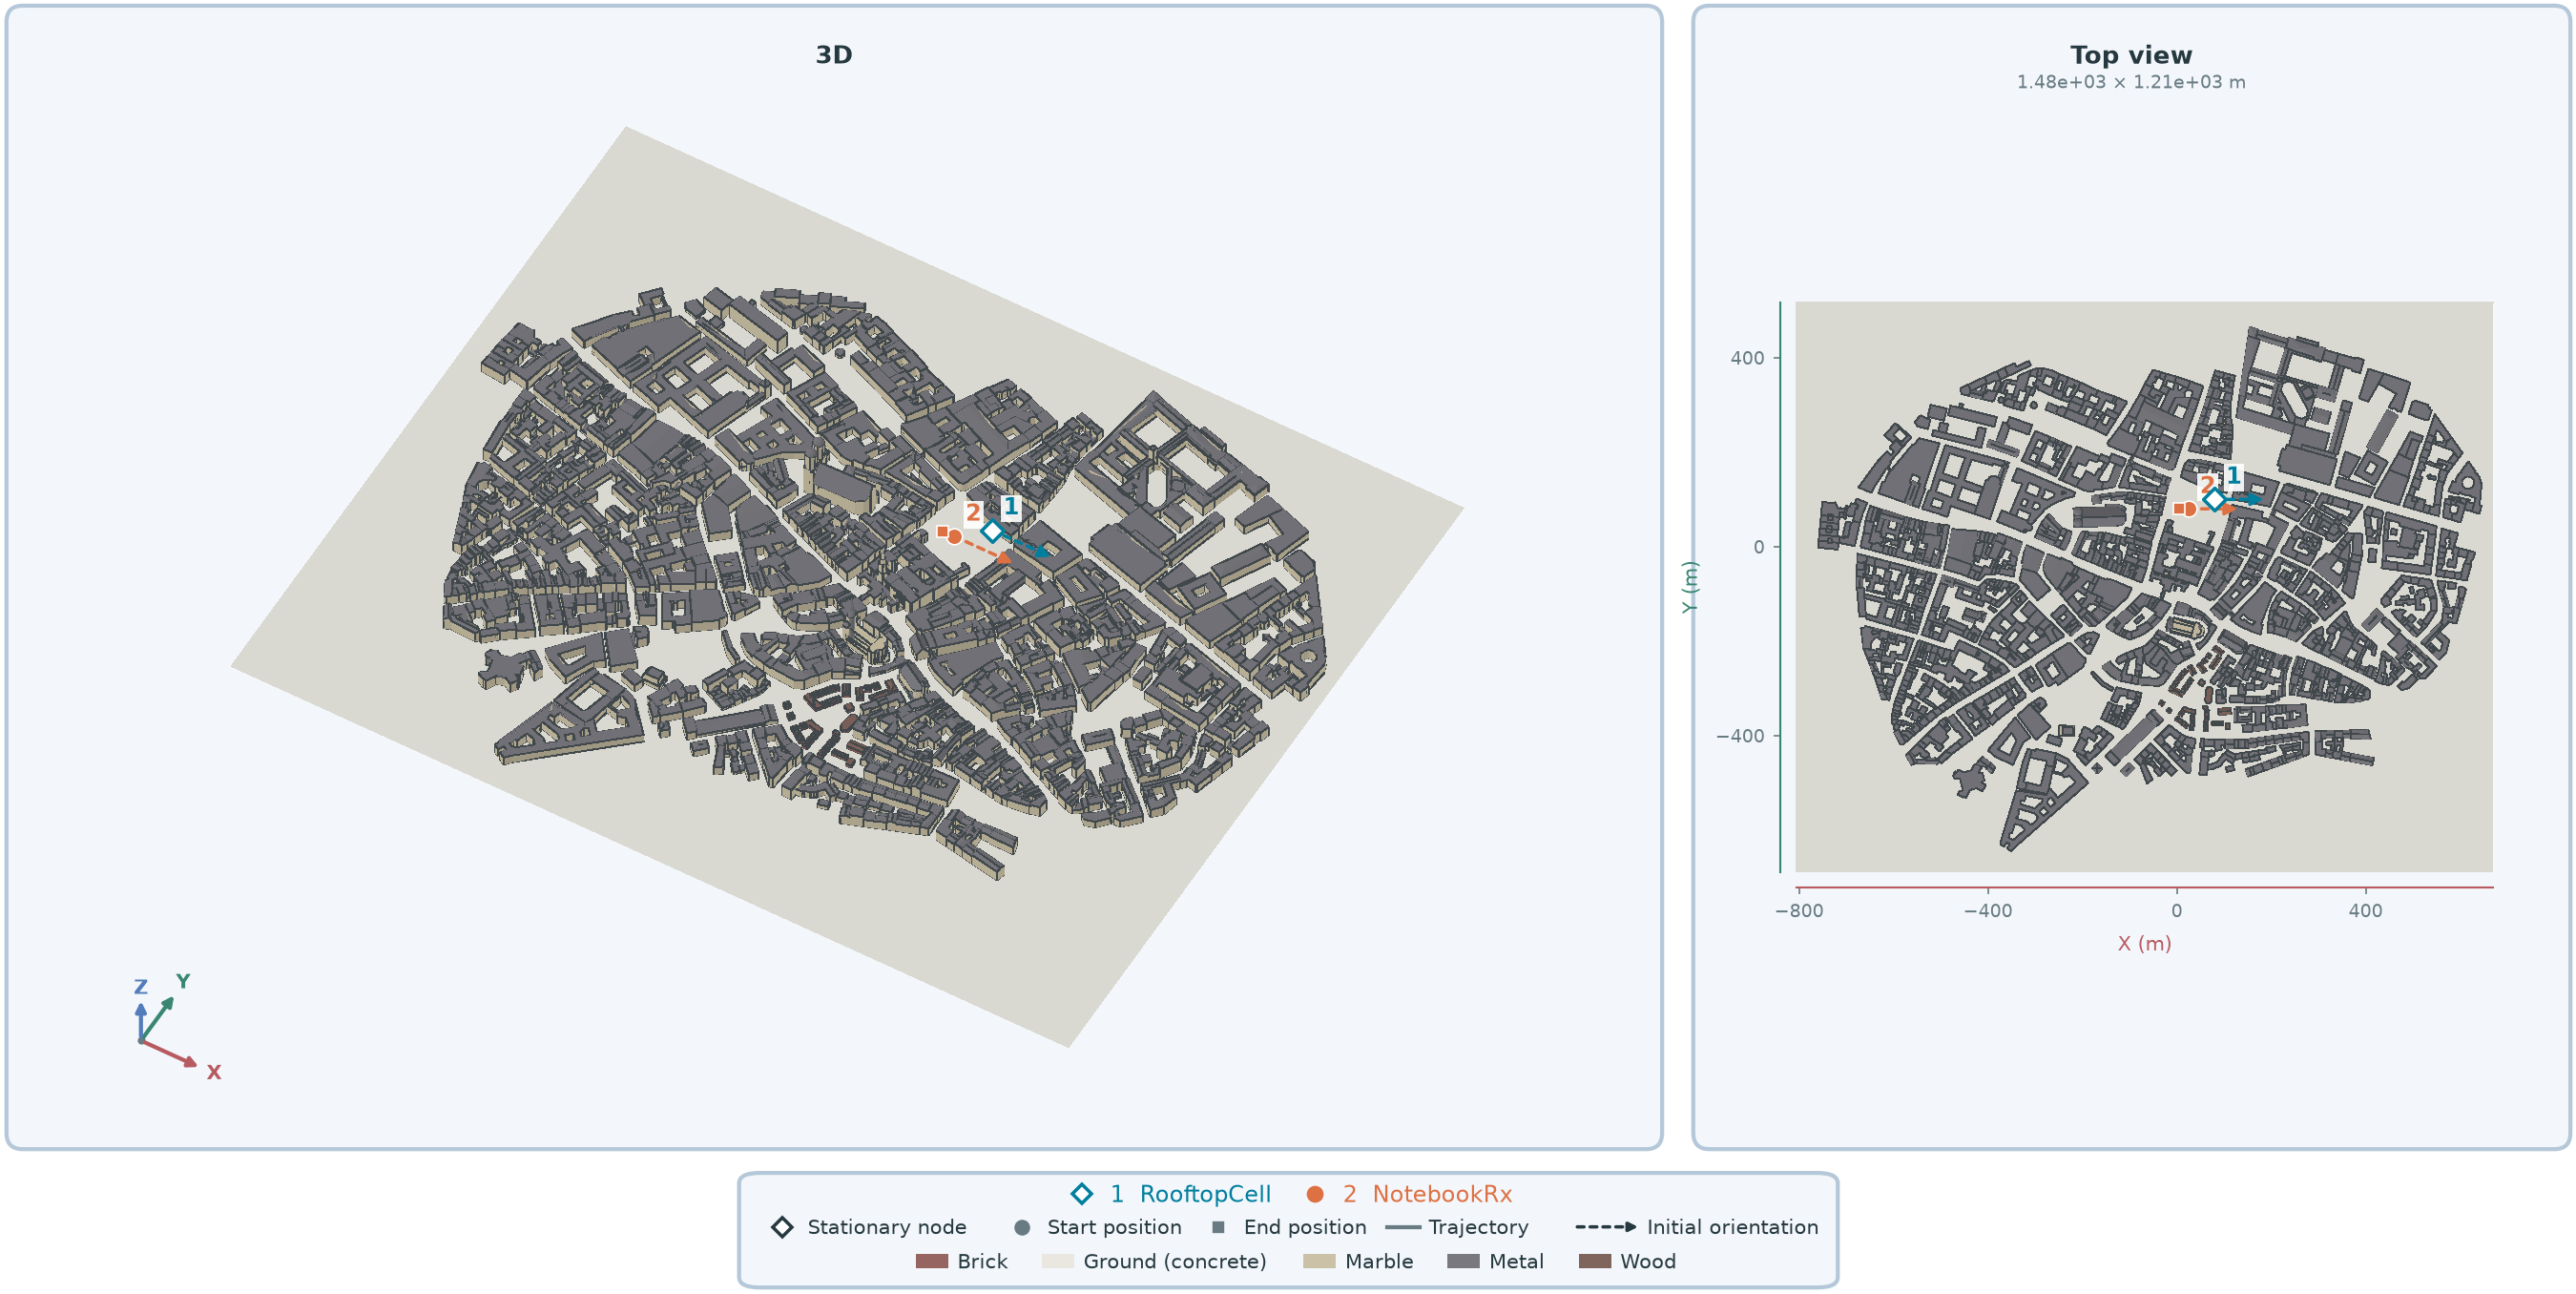 3D
2
1
Z
Y
X
Top view
1.48e+03 × 1.21e+03 m
400
0
−400
Y (m)
2
1
−800
−400
0
400
X (m)
1 RooftopCell
2 NotebookRx
Stationary node
Start position
End position
Trajectory
Initial orientation
Brick
Ground (concrete)
Marble
Metal
Wood